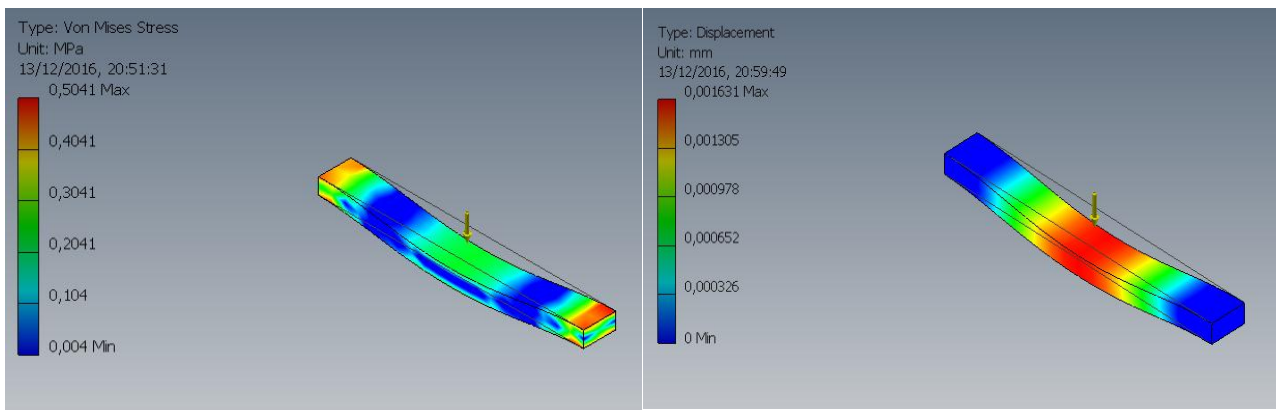 Type: Von Mises Stress
Unit: MPa
13/12/2016, 20:51:31
0,5041 Max
0,4041
0,3041
0,2041
0,104
0,004 Min
Type: Displacement
Unit: mm
13/12/2016, 20:59:49
0,001631 Max
0,001305
0,000978
0,000652
0,000326
0 Min